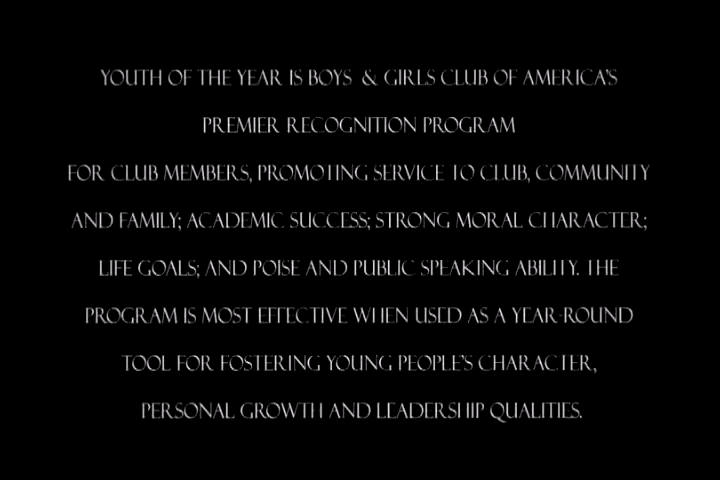 YOUTH OF THE YEAR IS BOYS & GIRLS CLUB OF AMERICA'S
PREMIER RECOGNITION PROGRAM
FOR CLUB MEMBERS, PROMOTING SERVICE TO CLUB, COMMUNITY
AND FAMILY; ACADEMIC SUCCESS; STRONG MORAL CHARACTER;
LIFE GOALS; AND POISE AND PUBLIC SPEAKING ABILITY. THE
PROGRAM IS MOST EFFECTIVE WHEN USED AS A YEAR-ROUND
TOOL FOR FOSTERING YOUNG PEOPLE'S CHARACTER,
PERSONAL GROWTH AND LEADERSHIP QUALITIES.